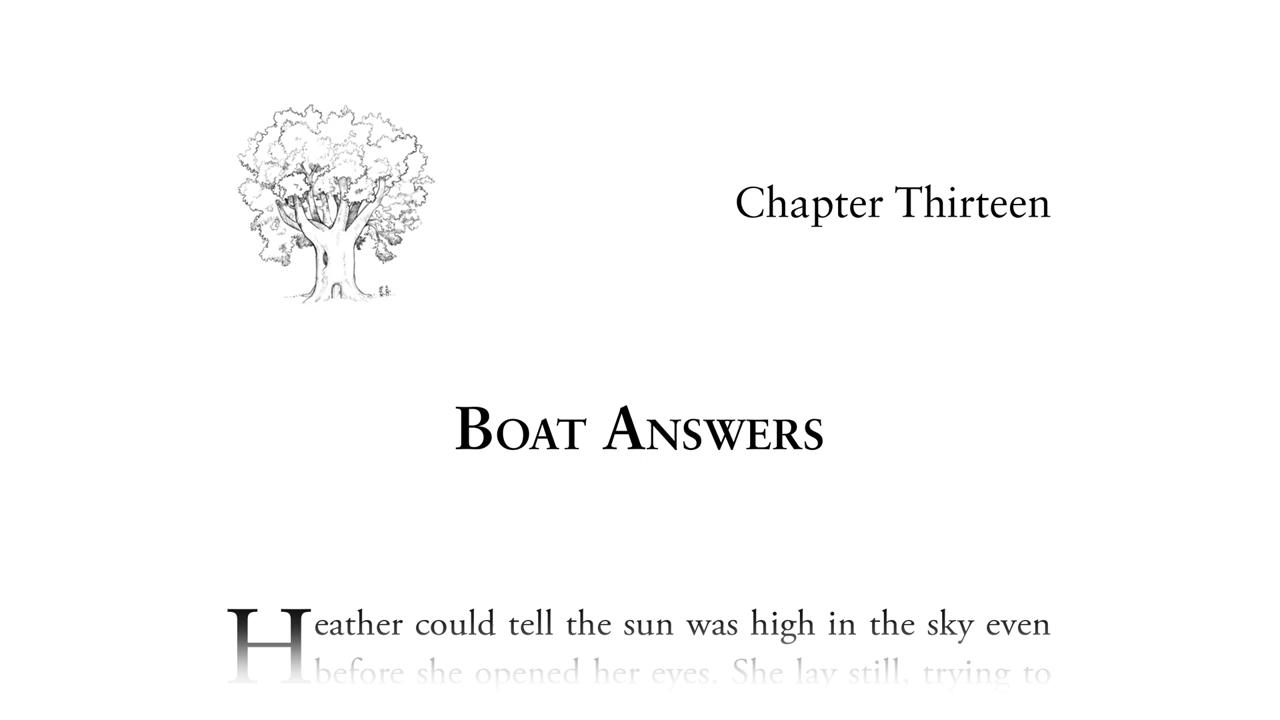 Chapter Thirteen
Boat Answers
Heather could tell the sun was high in the sky even
before she opened her eyes. She lay still, trying to